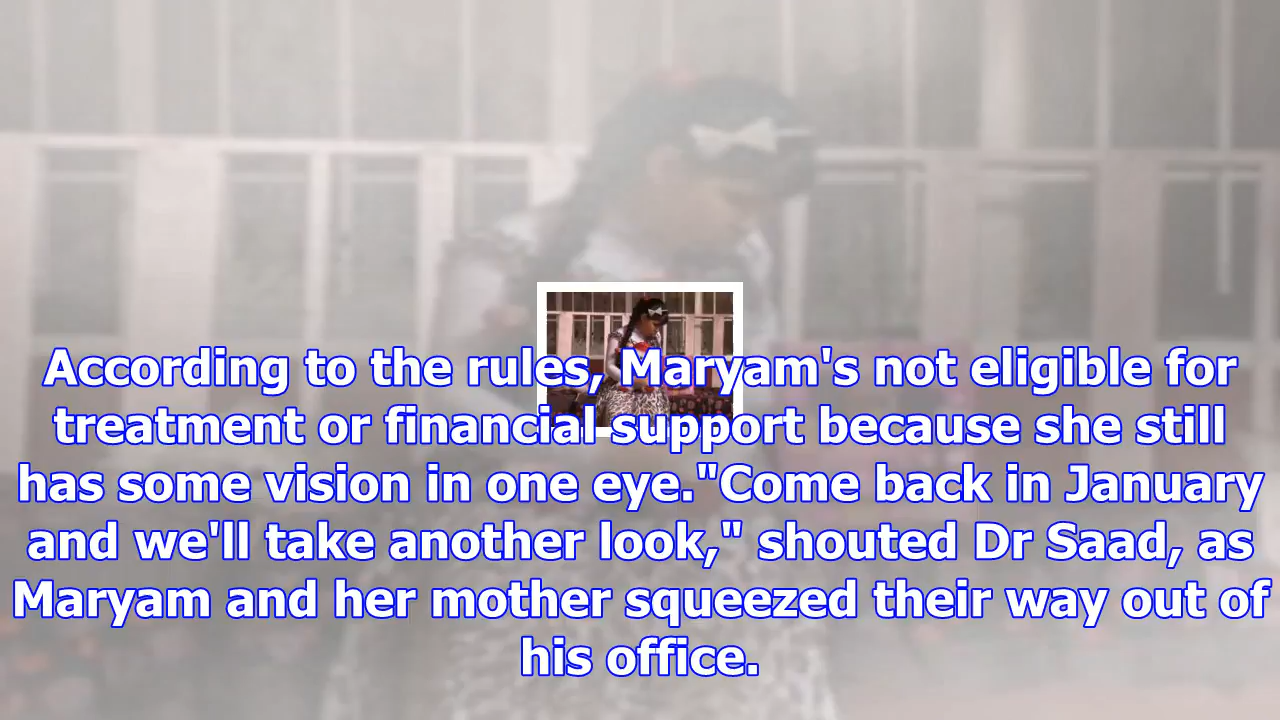 According to the rules, Maryam's not eligible for
treatment or financial support because she still
has some vision in one eye."Come back in January
and we'll take another look," shouted Dr Saad, as
Maryam and her mother squeezed their way out of
his office.